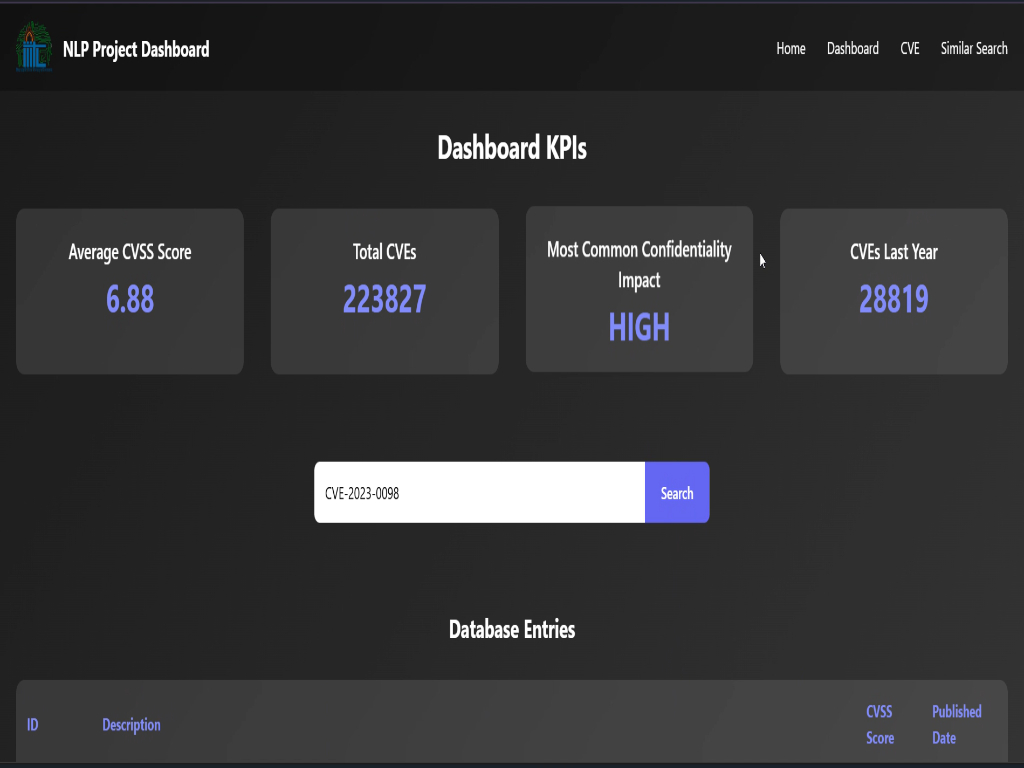 NLP Project Dashboard
Home Dashboard CVE Similar Search
Dashboard KPIs
Average CVSS Score
6.88
Total CVEs
223827
Most Common Confidentiality
Impact
HIGH
CVEs Last Year
28819
CVE-2023-0098
Search
Database Entries
ID
Description
CVSS
Score
Published
Date